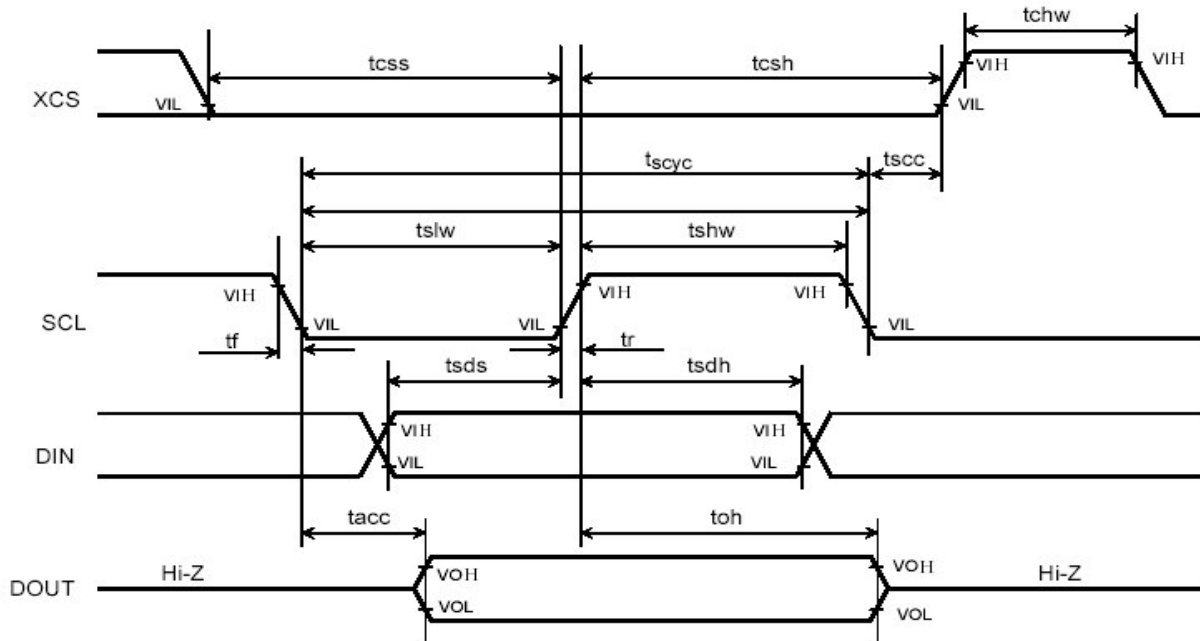 tchw
tcss
tcsh
VIH
VIH
XCS
VIL
VIL
tscyc
tscc
tslw
tshw
VIH
VIH
SCL
VIL
VIL
VIL
tf
tr
tsds
tsdh
VIH
VIH
DIN
VIL
VIL
tacc
toh
Hi-Z
VOH
VOH
Hi-Z
DOUT
VOL
VOL